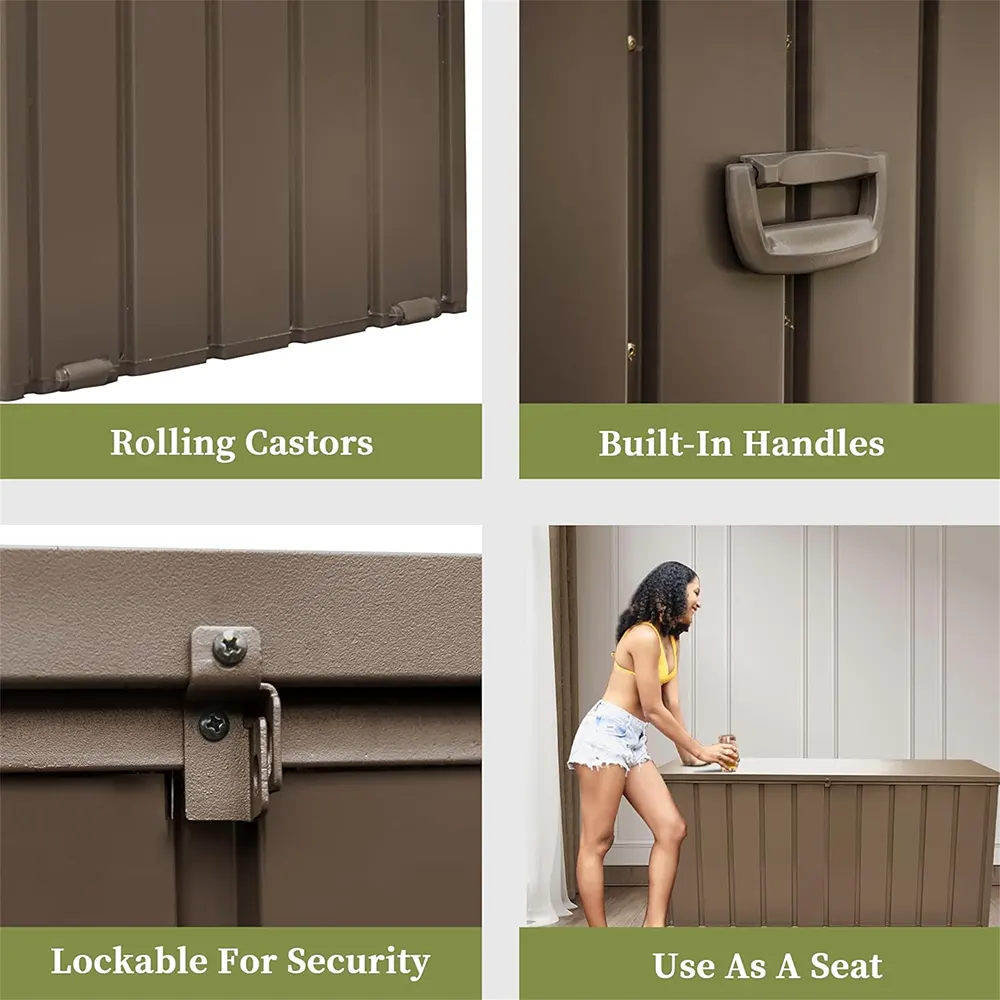 Rolling Castors
Built-In Handles
Lockable For Security
Use As A Seat